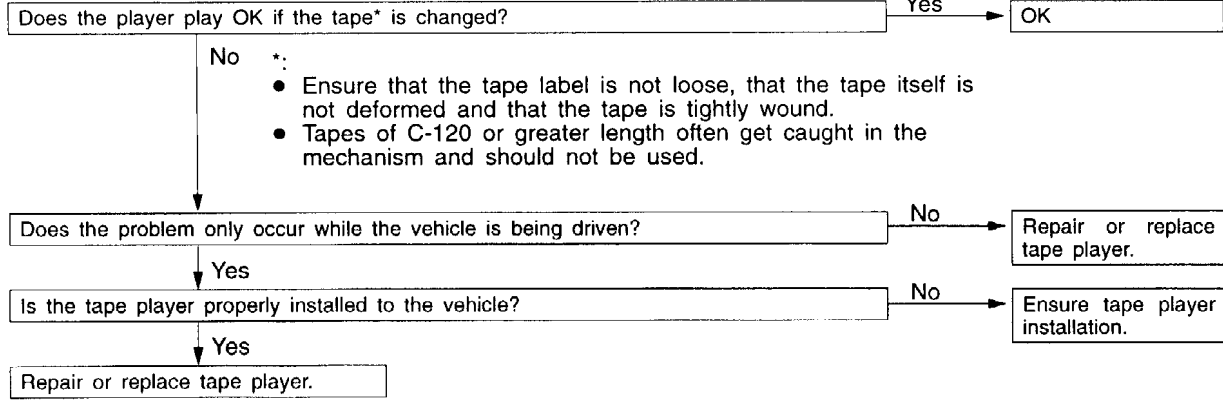 Does the player play OK if the tape* is changed?
Yes
OK
No
*:
● Ensure that the tape label is not loose, that the tape itself is
not deformed and that the tape is tightly wound.
● Tapes of C-120 or greater length often get caught in the
mechanism and should not be used.
Does the problem only occur while the vehicle is being driven?
No
Repair or replace
tape player.
Yes
Is the tape player properly installed to the vehicle?
No
Ensure tape player
installation.
Yes
Repair or replace tape player.